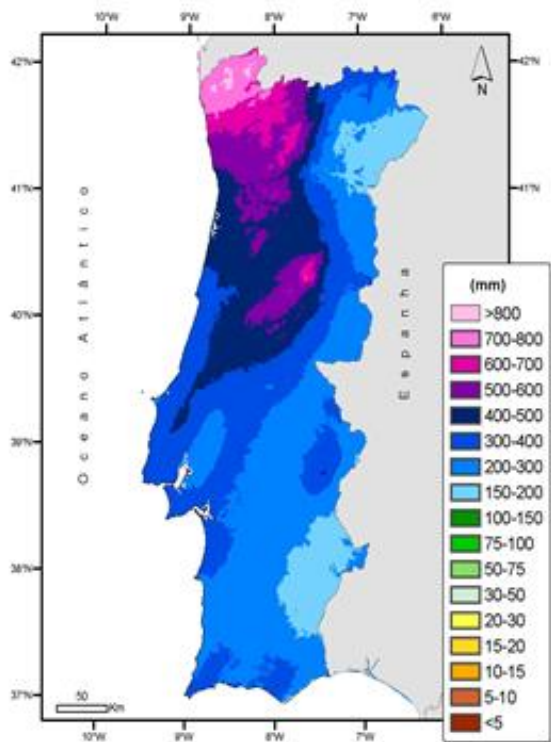 10°W 9°W 8°W 7°W 6°W
42°N 42°N
N
41°N 41°N
Oceano Atlântico
Espanha
40°N
39°N
38°N
37°N
(mm)
>800
700-800
600-700
500-600
400-500
300-400
200-300
150-200
100-150
75-100
50-75
30-50
20-30
15-20
10-15
5-10
<5
50
Km
10°W 9°W 8°W 7°W 6°W